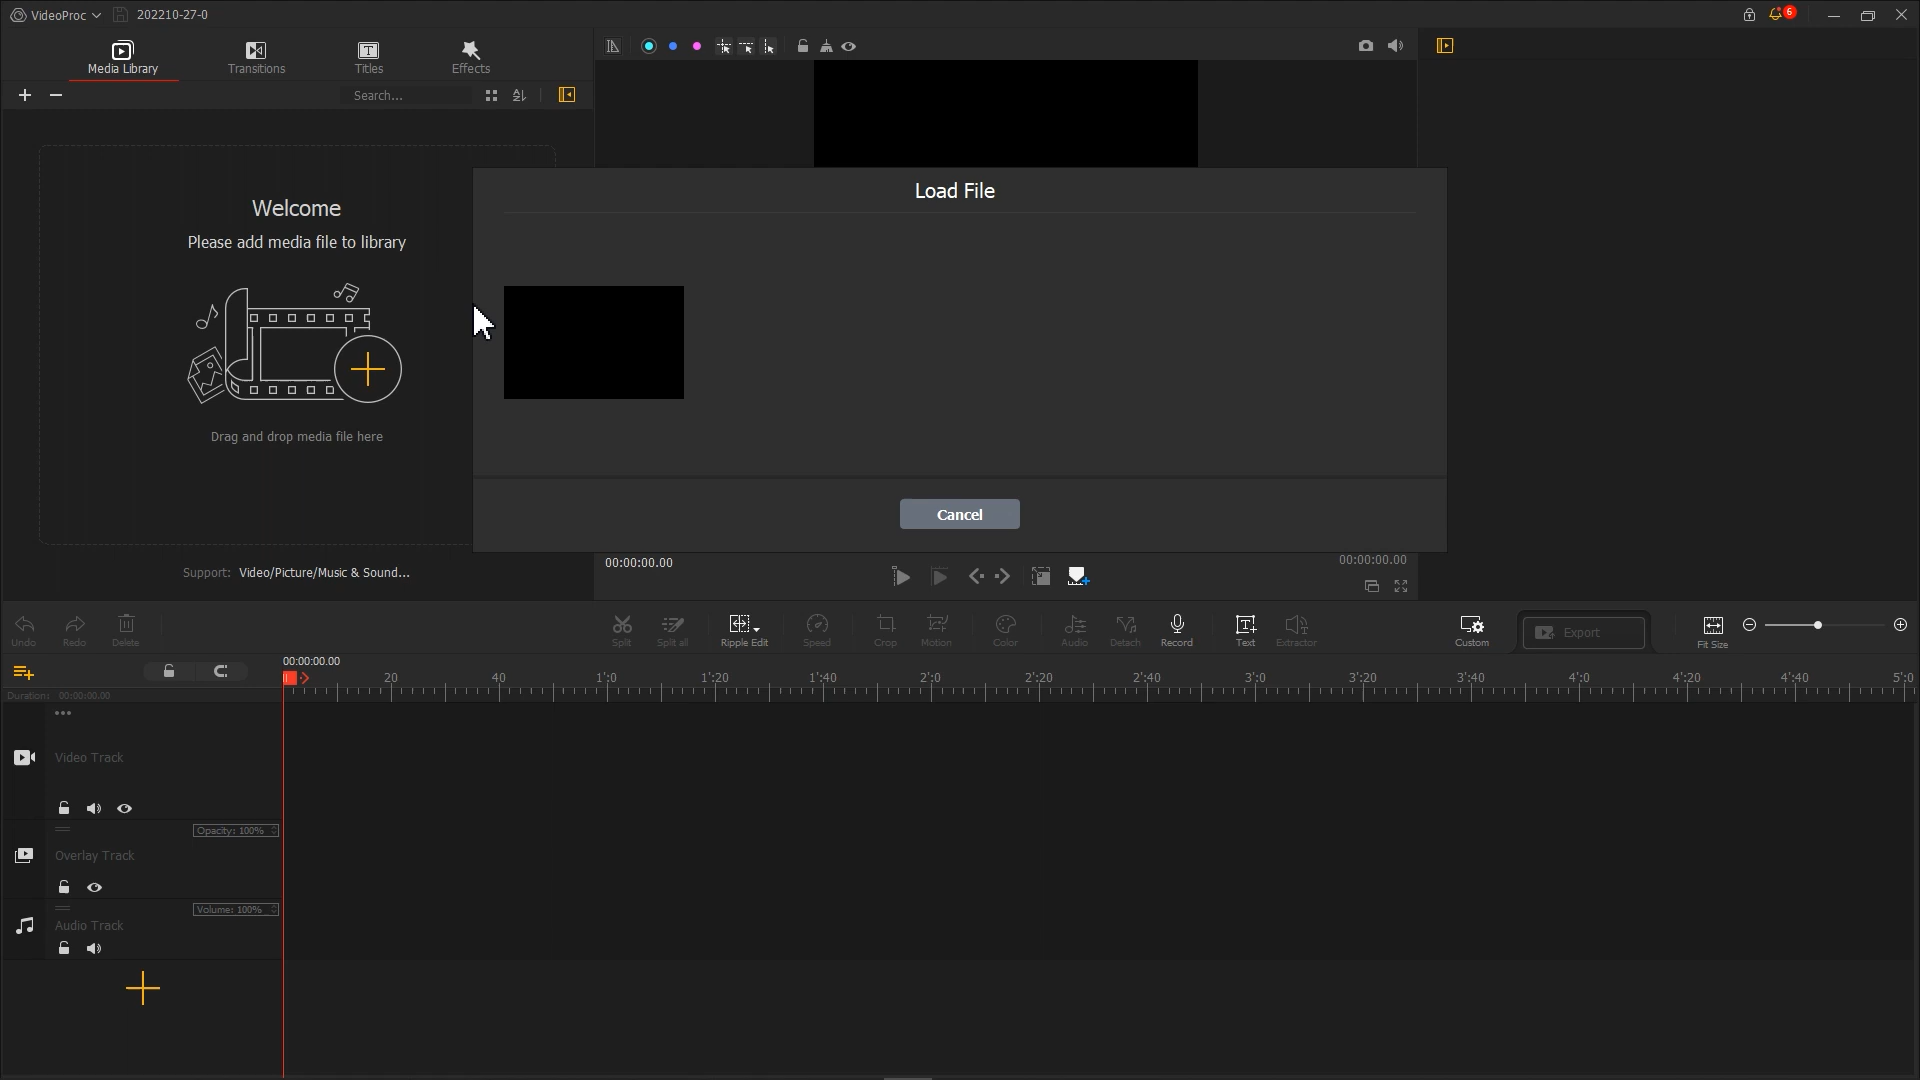 VideoProc
202210-27-0
6
Media Library
Transitions
Titles
Effects
Search...
Welcome
Please add media file to library
Drag and drop media file here
Support: Video/Picture/Music & Sound...
Load File
Cancel
00:00:00.00
00:00:00.00
Undo
Redo
Delete
Split
Split all
Ripple Edit
Speed
Crop
Motion
Color
Audio
Detach
Record
Text
Extractor
Custom
Export
Fit Size
00:00:00.00
20
40
1':0
1':20
1':40
2':0
2':20
2':40
3':0
3':20
3':40
4':0
4':20
4':40
5':0
Duration: 00:00:00.00
Video Track
Opacity: 100%
Overlay Track
Volume: 100%
Audio Track